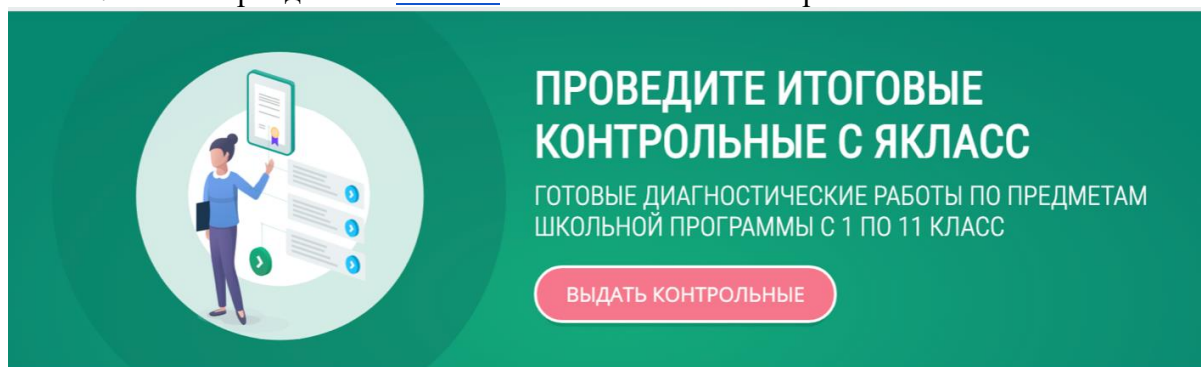 ПРОВЕДИТЕ ИТОГОВЫЕ
КОНТРОЛЬНЫЕ С ЯКЛАСС
ГОТОВЫЕ ДИАГНОСТИЧЕСКИЕ РАБОТЫ ПО ПРЕДМЕТАМ
ШКОЛЬНОЙ ПРОГРАММЫ С 1 ПО 11 КЛАСС
ВЫДАТЬ КОНТРОЛЬНЫЕ